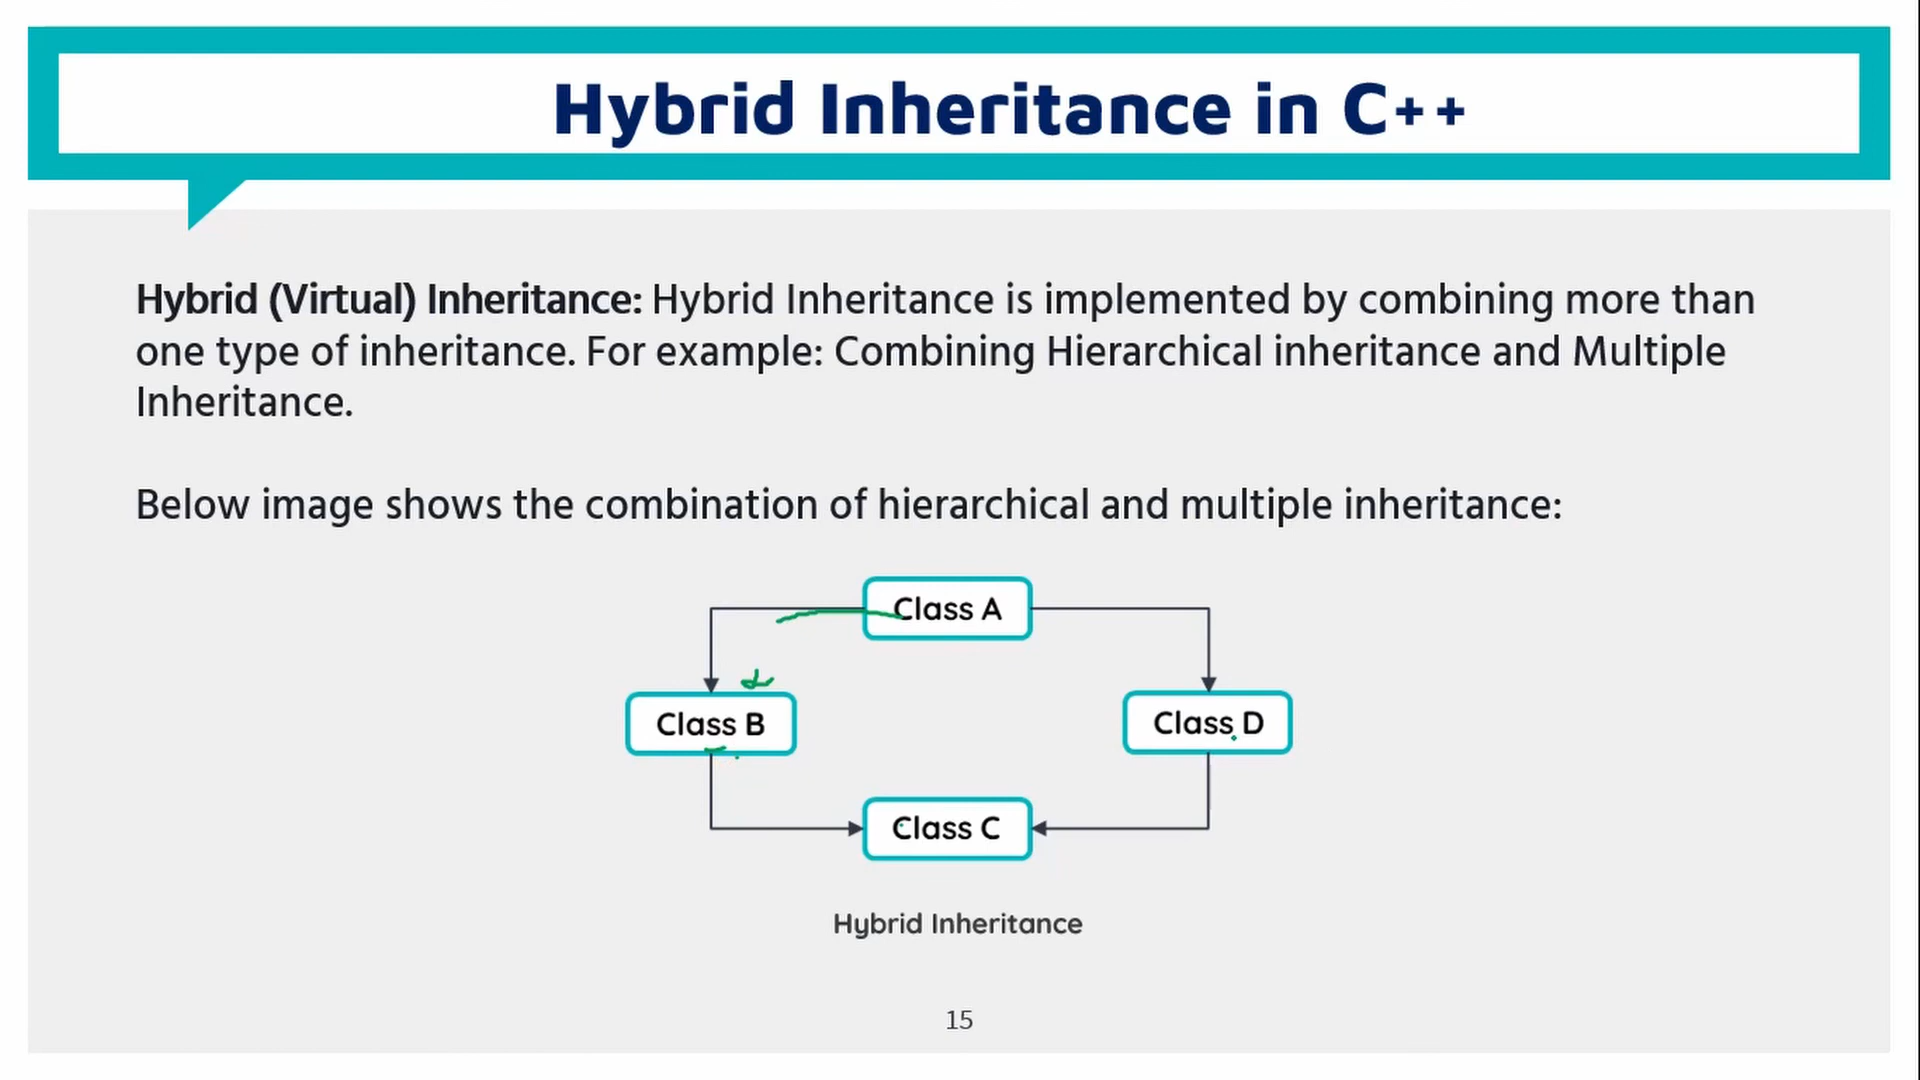 Hybrid Inheritance in C++
Hybrid (Virtual) Inheritance: Hybrid Inheritance is implemented by combining more than
one type of inheritance. For example: Combining Hierarchical inheritance and Multiple
Inheritance.
Below image shows the combination of hierarchical and multiple inheritance:
Class A
Class B
Class D
Class C
Hybrid Inheritance
15